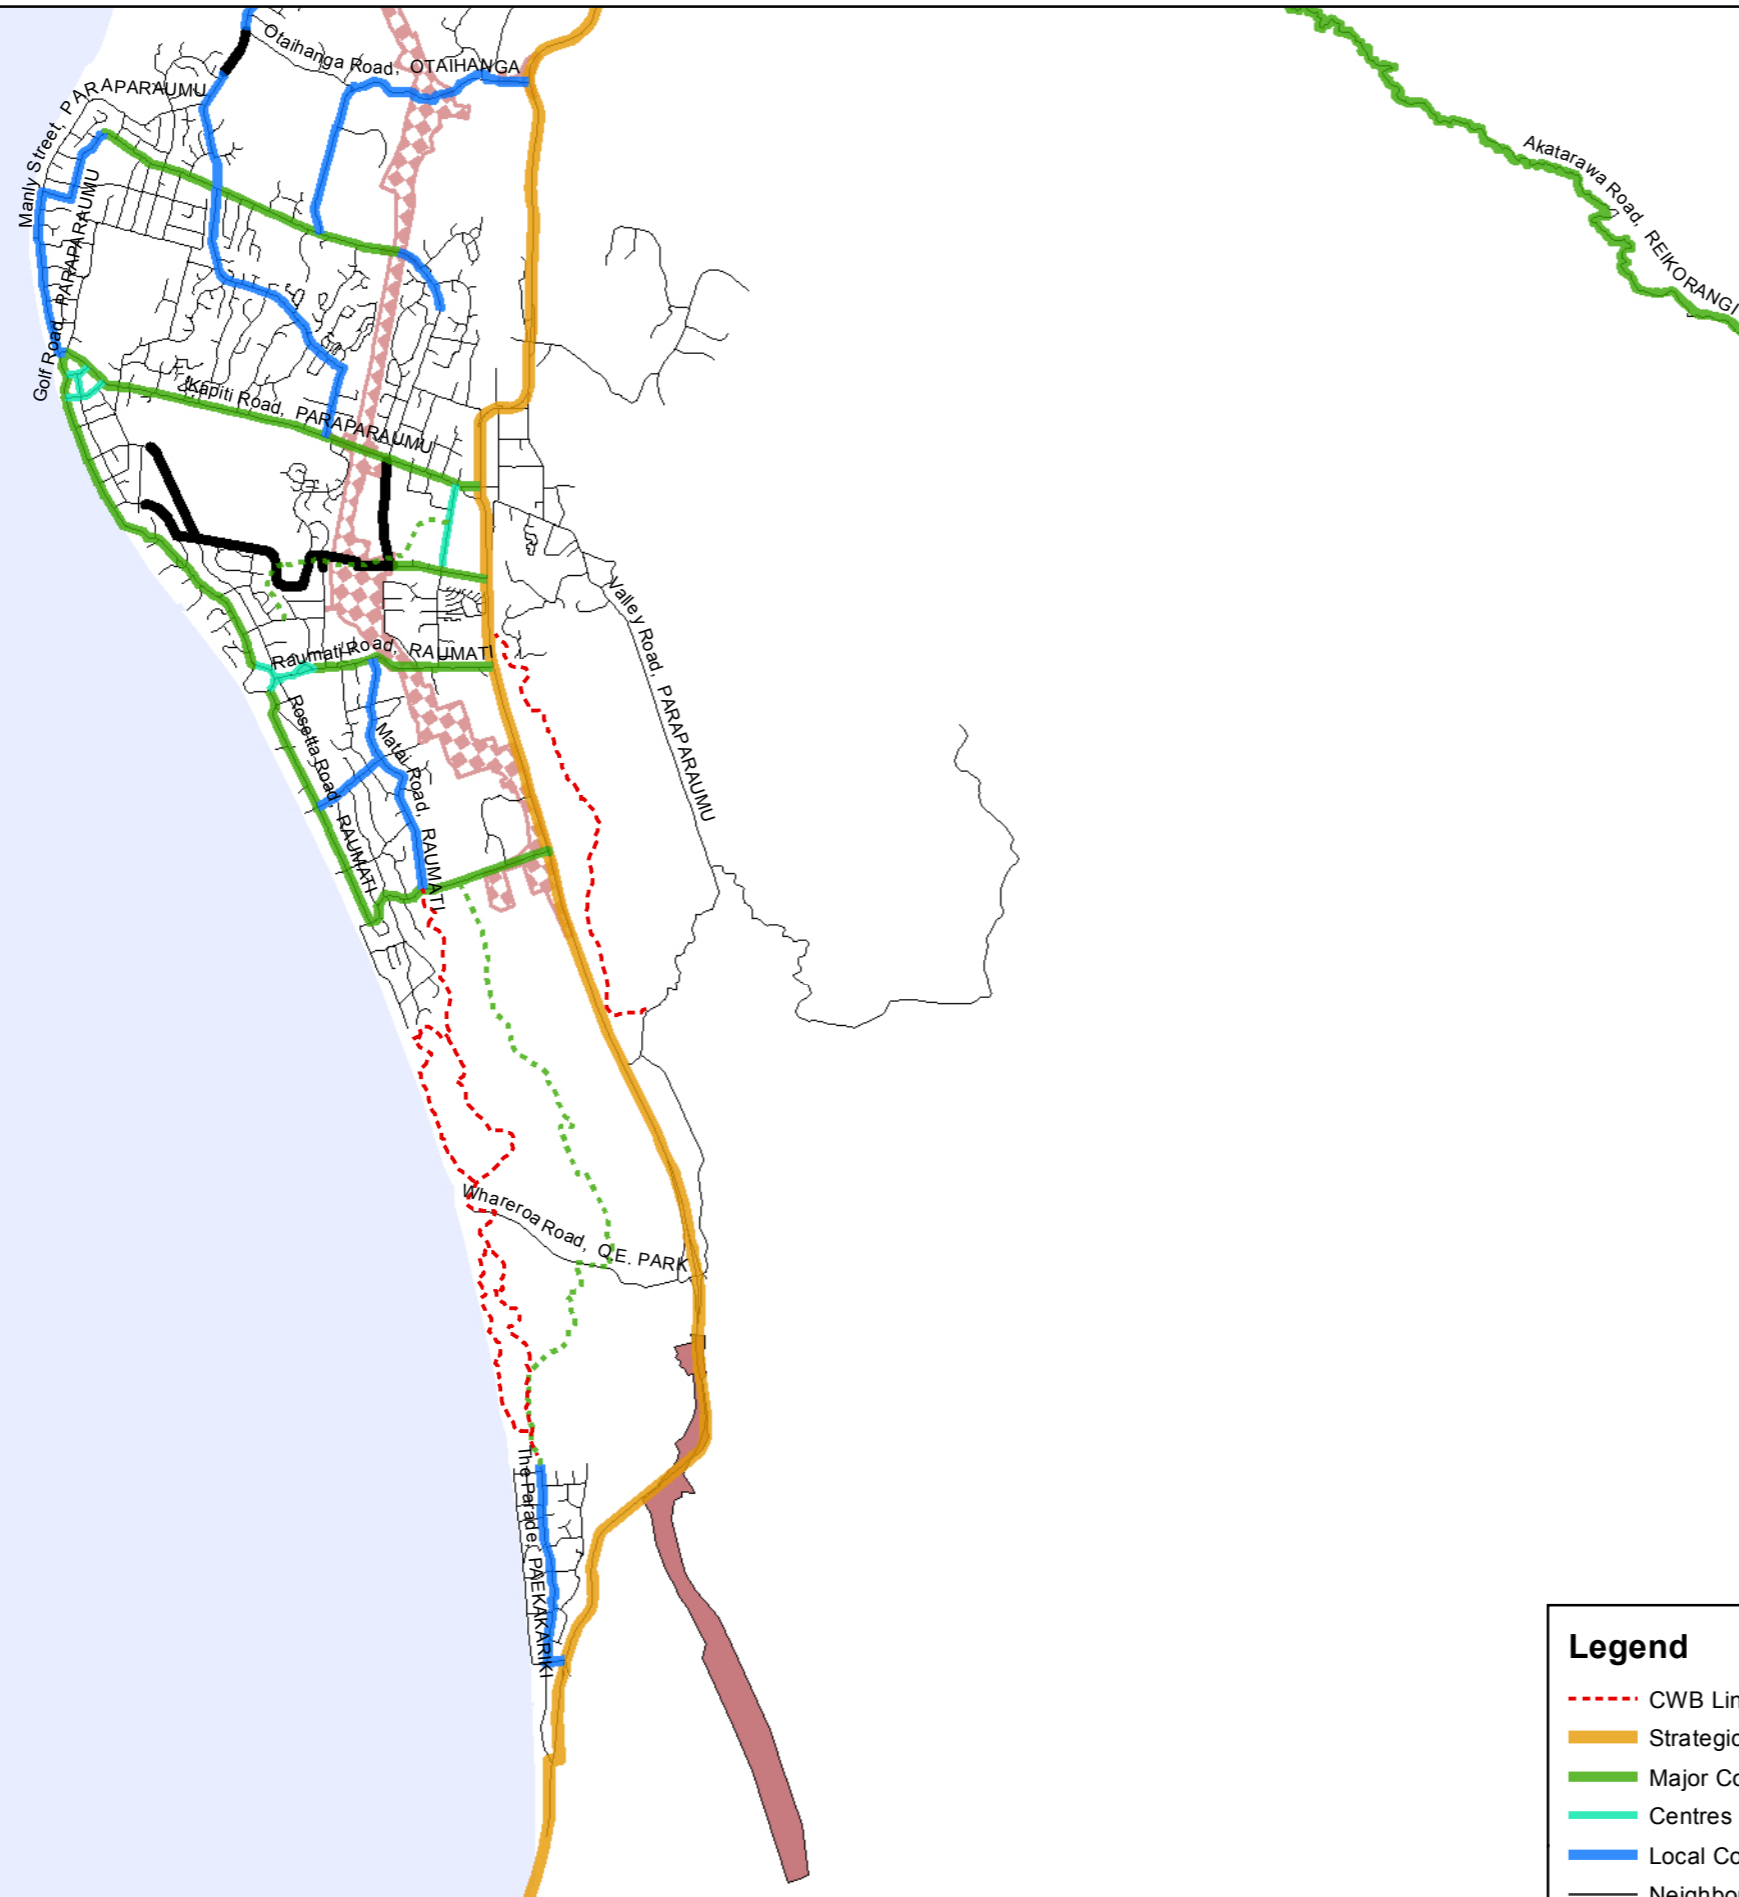 Otaihanga Road, OTAIHANGA
Manly Street, PARAPARAUMU
Akatarawa Road, REIKORANGI
Golf Road, PARAPARAUMU
Kapiti Road, PARAPARAUMU
Valley Road, PARAPARAUMU
Raumati Road, RAUMATI
Rosetta Road, RAUMATI
Matai Road, RAUMATI
Whareroa Road, Q.E. PARK
The Parade, PAEKAKARIKI
Legend
CWB Lin
Strategic
Major Co
Centres
Local Co
Neighbo